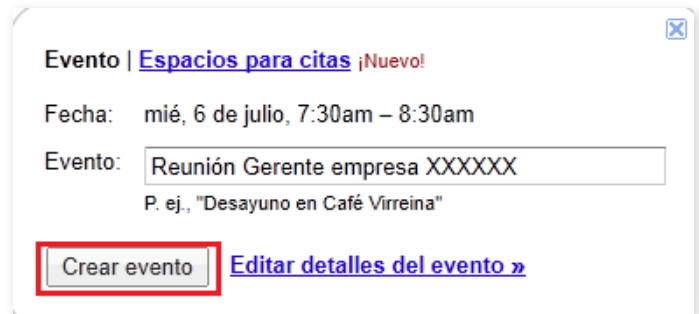 Evento | Espacios para citas ¡Nuevo!
Fecha: mié, 6 de julio, 7:30am – 8:30am
Evento: Reunión Gerente empresa XXXXXX
P. ej., "Desayuno en Café Virreina"
Crear evento Editar detalles del evento »